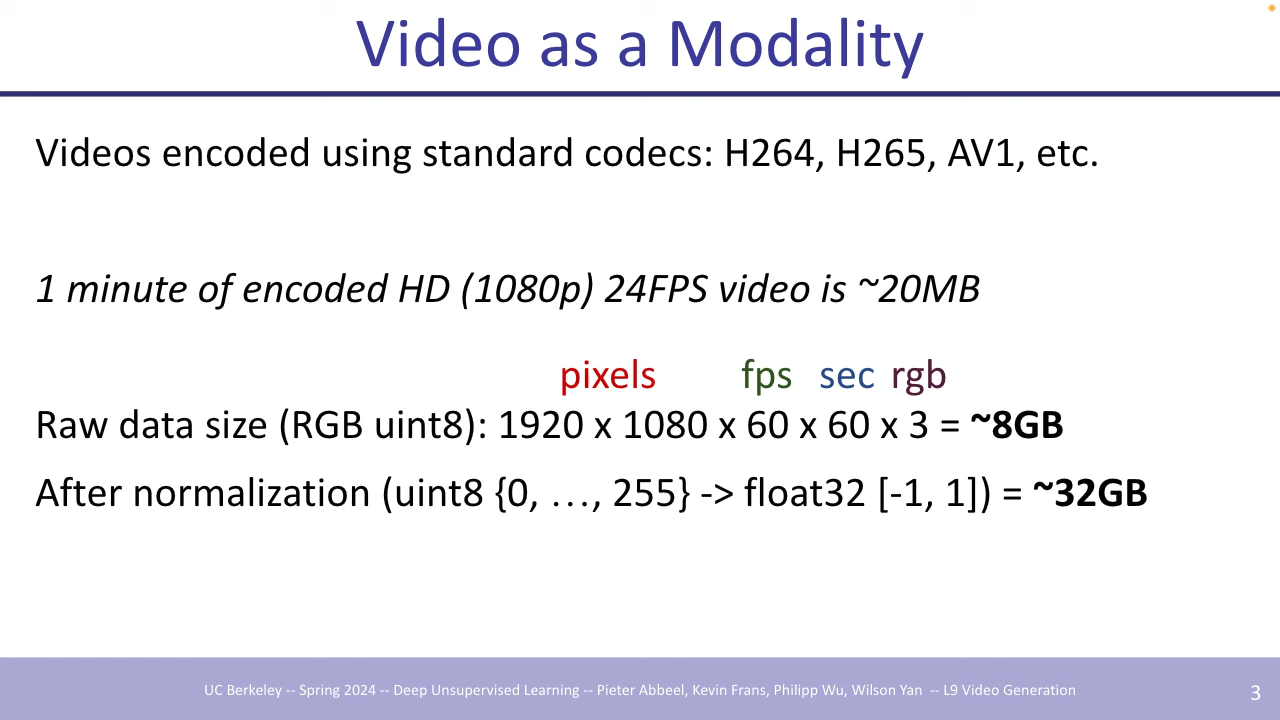 Video as a Modality
Videos encoded using standard codecs: H264, H265, AV1, etc.
1 minute of encoded HD (1080p) 24FPS video is ~20MB
pixels fps sec rgb
Raw data size (RGB uint8): 1920 x 1080 x 60 x 60 x 3 = ~8GB
After normalization (uint8 {0, …, 255} -> float32 [-1, 1]) = ~32GB
UC Berkeley -- Spring 2024 -- Deep Unsupervised Learning -- Pieter Abbeel, Kevin Frans, Philipp Wu, Wilson Yan -- L9 Video Generation
3